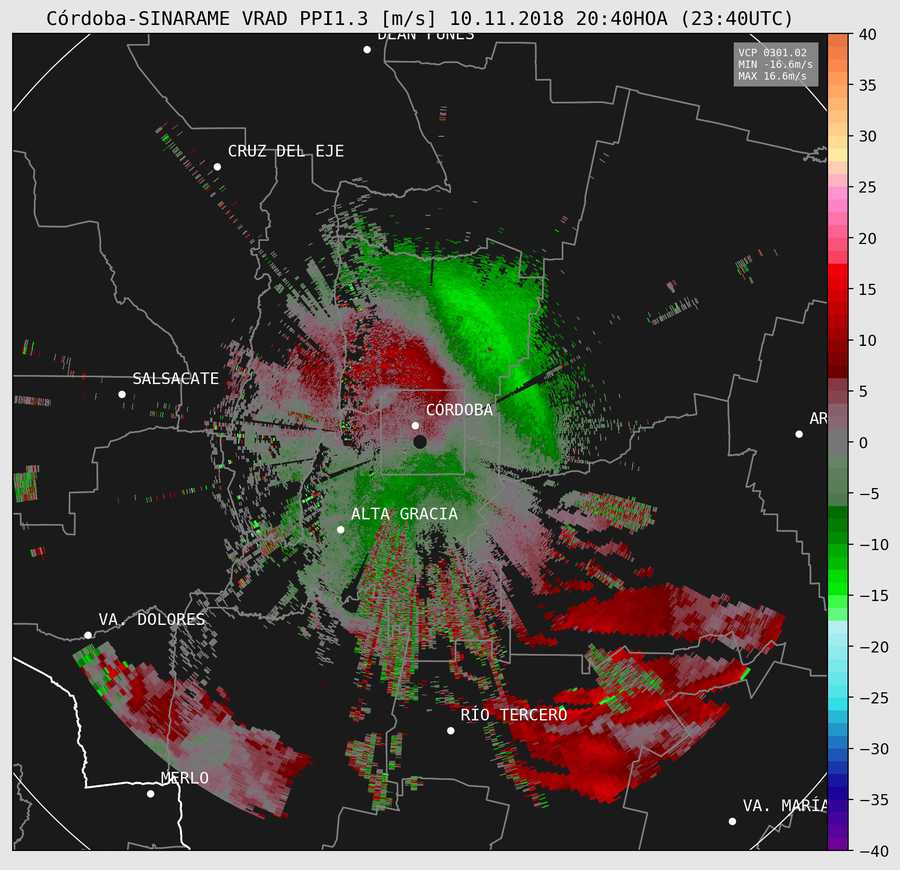 Córdoba-SINARAME VRAD PPI1.3 [m/s] 10.11.2018 20:40HOA (23:40UTC)
DEÁN FUNES
VCP 0301.02
MIN -16.6m/s
MAX 16.6m/s
CRUZ DEL EJE
SALSACATE
CÓRDOBA
AR
ALTA GRACIA
VA. DOLORES
RÍO TERCERO
MERLO
VA. MARÍA
40
35
30
25
20
15
10
5
0
−5
−10
−15
−20
−25
−30
−35
−40